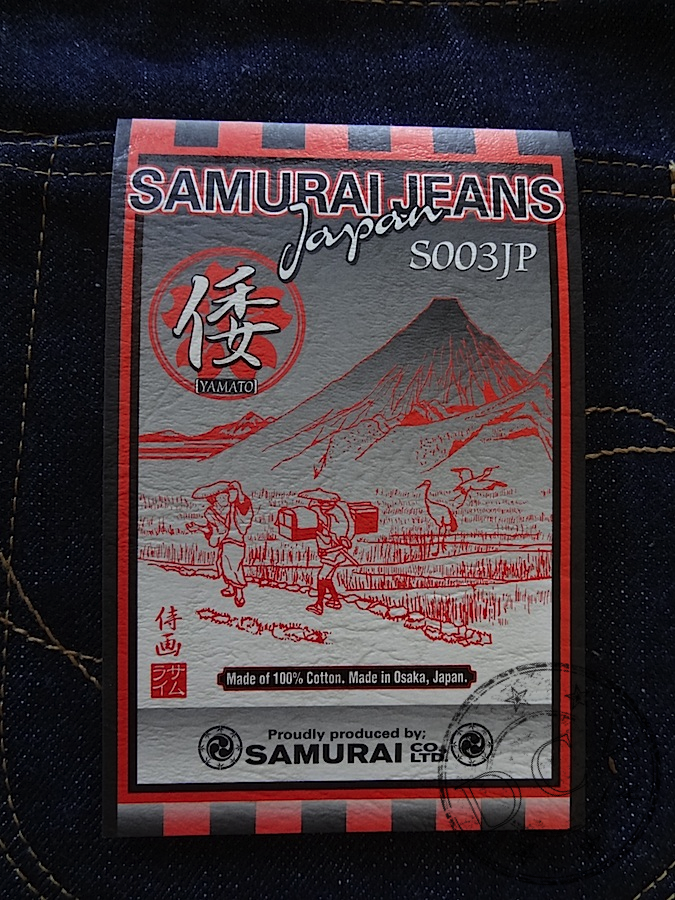 SAMURAI JEANS
Japan
S003JP
倭
[YAMATO]
侍画
サム
ライ
Made of 100% Cotton. Made in Osaka, Japan.
Proudly produced by;
SAMURAI CO. LTD.